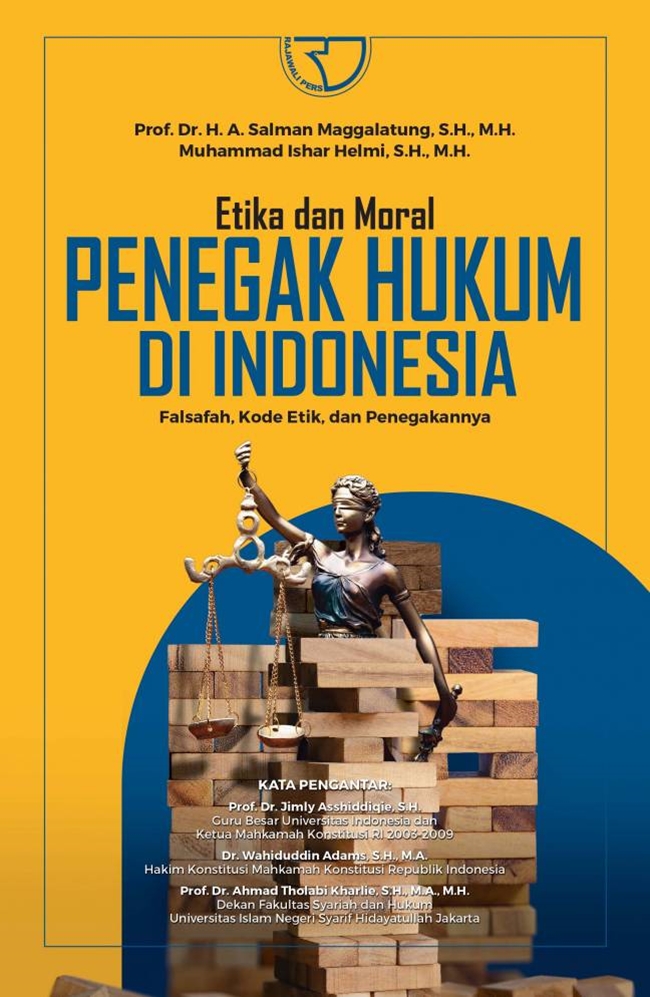 RAJAWALI PERS
Prof. Dr. H. A. Salman Maggalatung, S.H., M.H.
Muhammad Ishar Helmi, S.H., M.H.
Etika dan Moral
PENEGAK HUKUM
DI INDONESIA
Falsafah, Kode Etik, dan Penegakannya
KATA PENGANTAR:
Prof. Dr. Jimly Asshiddiqie, S.H.
Guru Besar Universitas Indonesia dan
Ketua Mahkamah Konstitusi RI 2003-2009
Dr. Wahiduddin Adams, S.H., M.A.
Hakim Konstitusi Mahkamah Konstitusi Republik Indonesia
Prof. Dr. Ahmad Tholabi Kharlie, S.H., M.A., M.H.
Dekan Fakultas Syariah dan Hukum
Universitas Islam Negeri Syarif Hidayatullah Jakarta